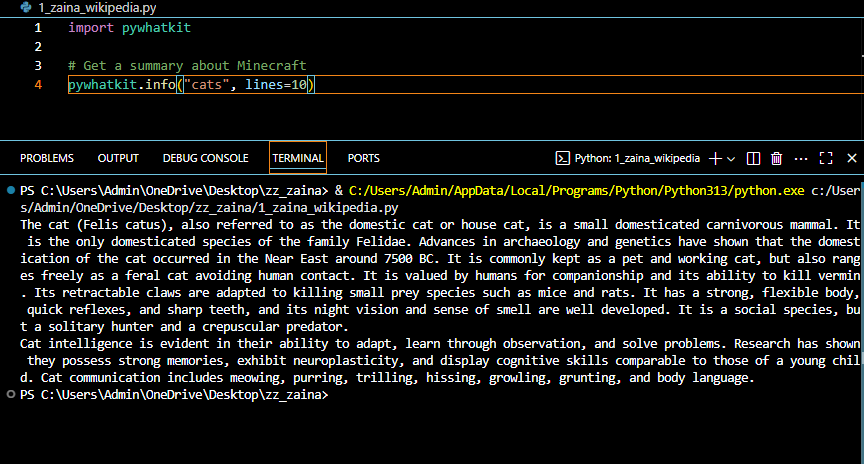 1_zaina_wikipedia.py
1 import pywhatkit
2
3 # Get a summary about Minecraft
4 pywhatkit.info("cats", lines=10)
PROBLEMS OUTPUT DEBUG CONSOLE TERMINAL PORTS Python: 1_zaina_wikipedia
PS C:\Users\Admin\OneDrive\Desktop\zz_zaina> & C:/Users/Admin/AppData/Local/Programs/Python/Python313/python.exe c:/User
s/Admin/OneDrive/Desktop/zz_zaina/1_zaina_wikipedia.py
The cat (Felis catus), also referred to as the domestic cat or house cat, is a small domesticated carnivorous mammal. It
is the only domesticated species of the family Felidae. Advances in archaeology and genetics have shown that the domest
ication of the cat occurred in the Near East around 7500 BC. It is commonly kept as a pet and working cat, but also rang
es freely as a feral cat avoiding human contact. It is valued by humans for companionship and its ability to kill vermin
. Its retractable claws are adapted to killing small prey species such as mice and rats. It has a strong, flexible body,
quick reflexes, and sharp teeth, and its night vision and sense of smell are well developed. It is a social species, bu
t a solitary hunter and a crepuscular predator.
Cat intelligence is evident in their ability to adapt, learn through observation, and solve problems. Research has shown
they possess strong memories, exhibit neuroplasticity, and display cognitive skills comparable to those of a young chil
d. Cat communication includes meowing, purring, trilling, hissing, growling, grunting, and body language.
PS C:\Users\Admin\OneDrive\Desktop\zz_zaina>